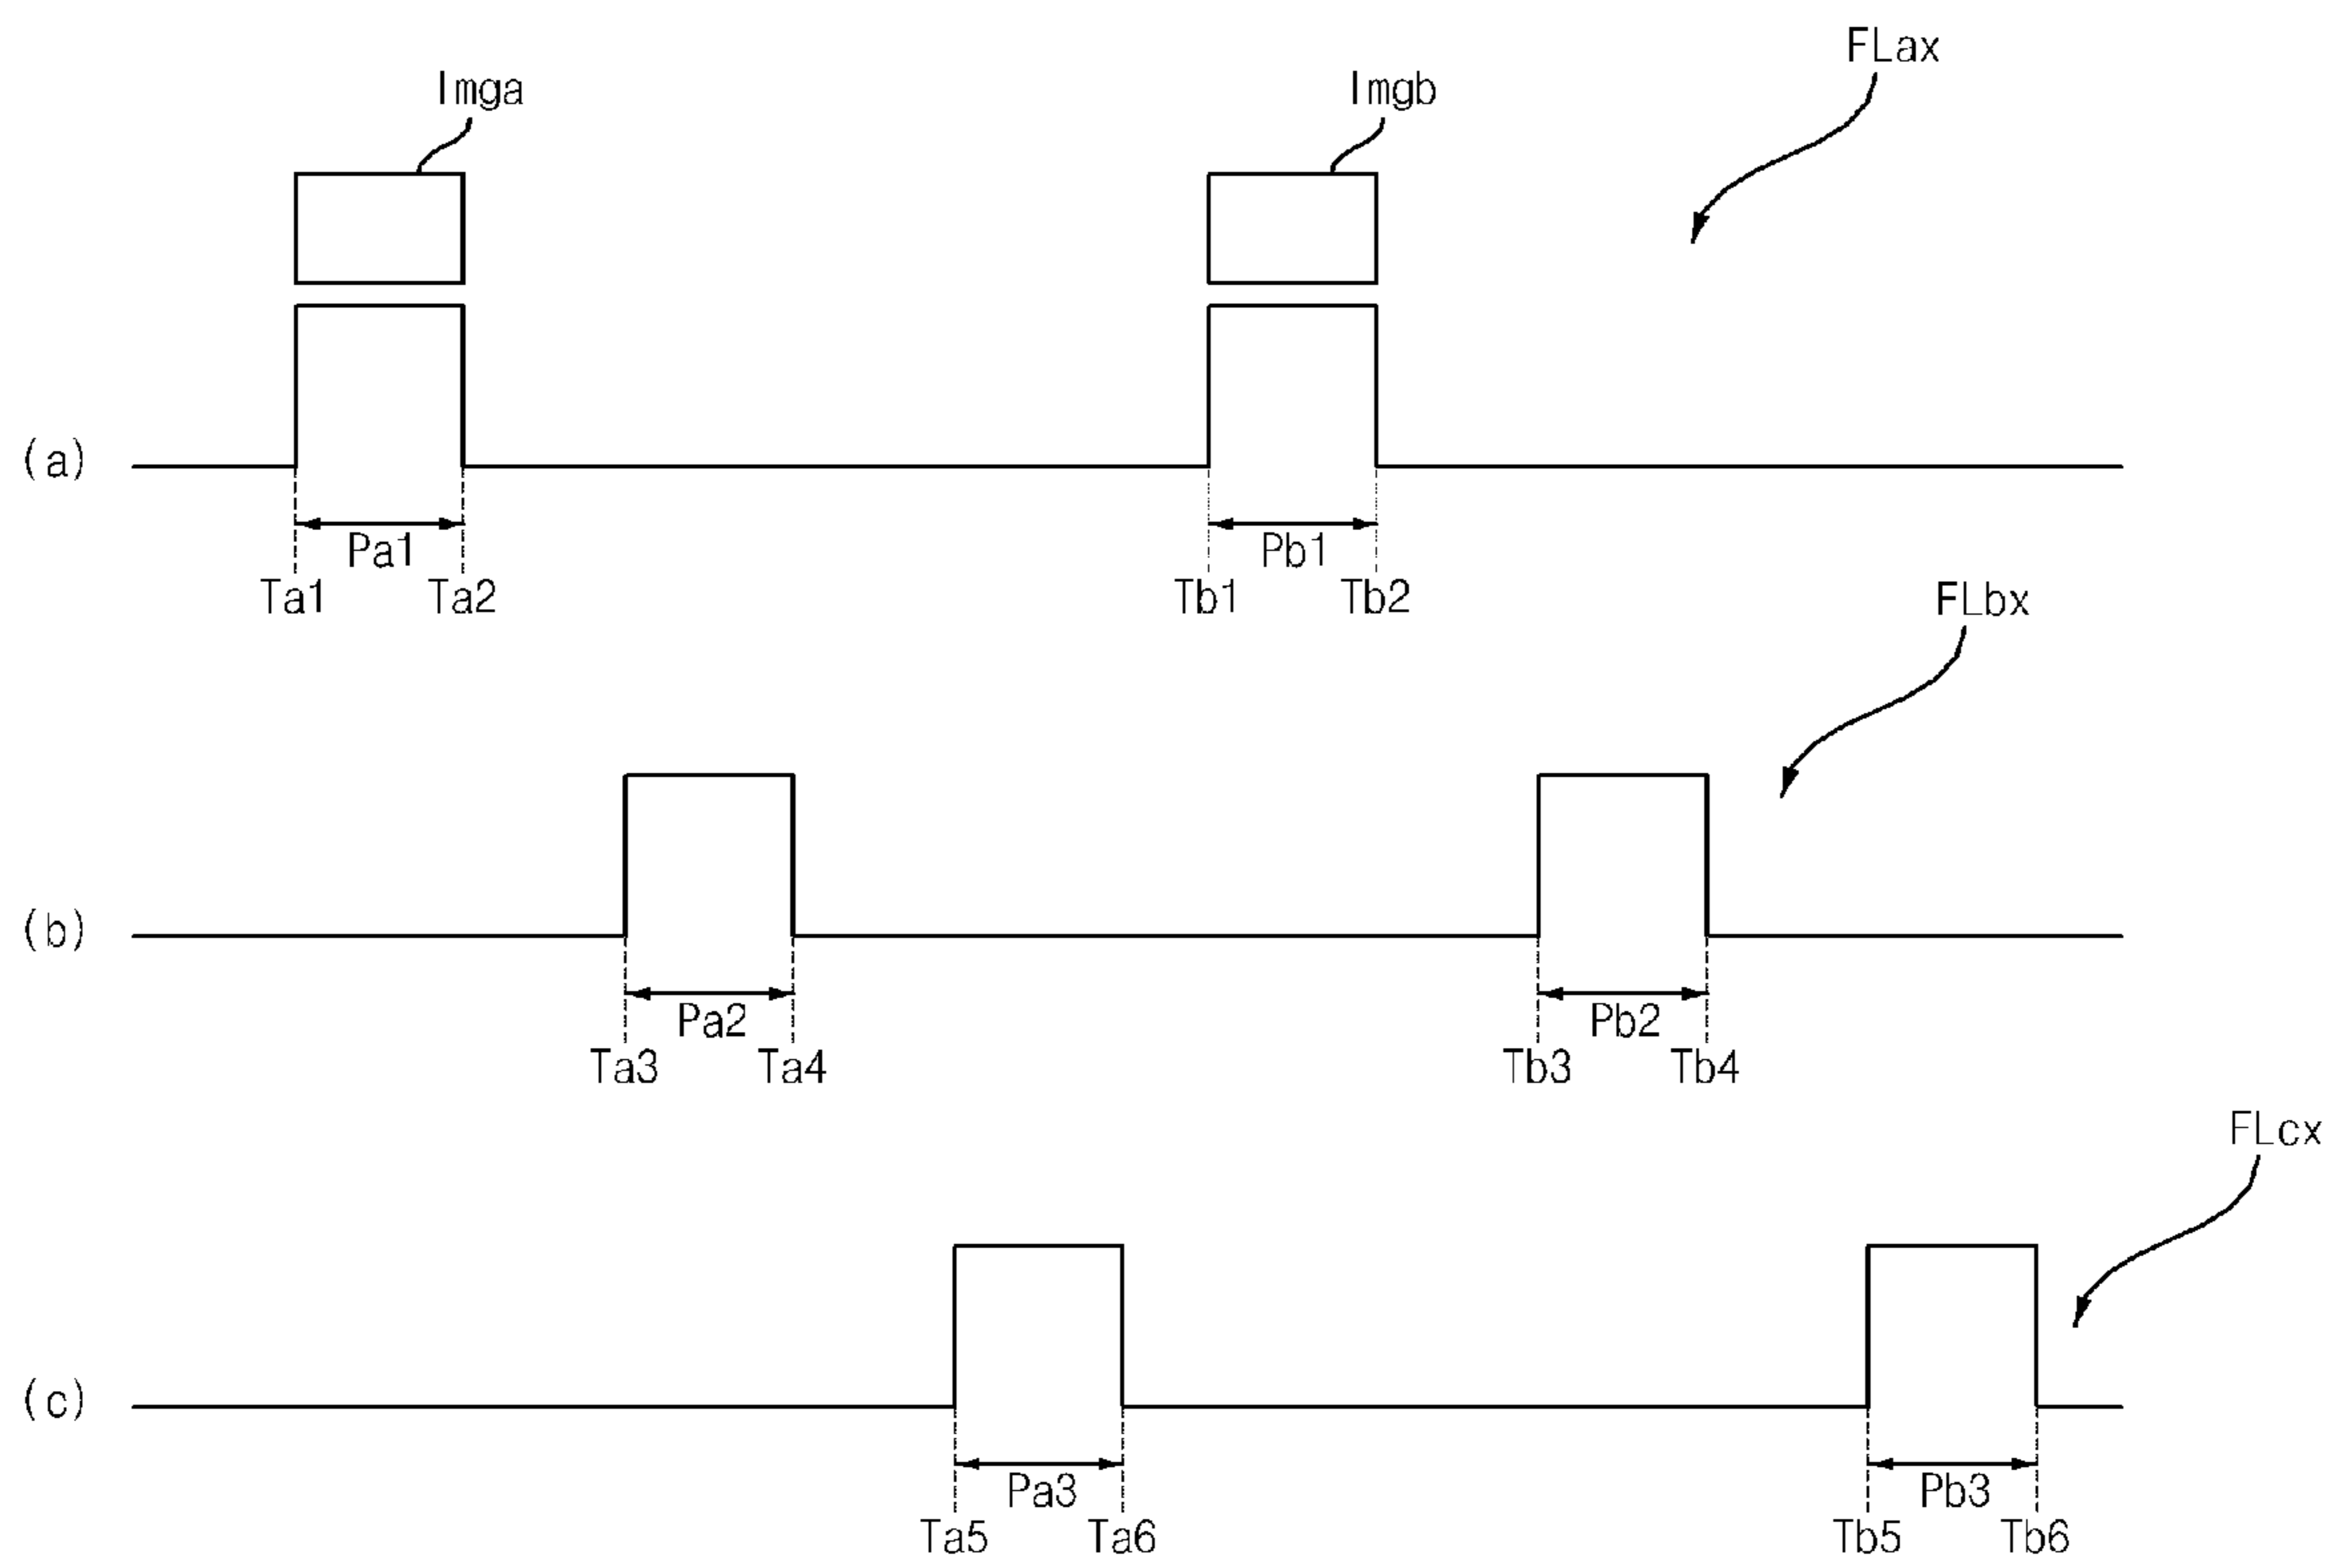 FLax
Imga Imgb
(a)
Pa1 Pb1
Ta1 Ta2 Tb1 Tb2
FLbx
(b)
Pa2 Pb2
Ta3 Ta4 Tb3 Tb4
FLcx
(c)
Pa3 Pb3
Ta5 Ta6 Tb5 Tb6